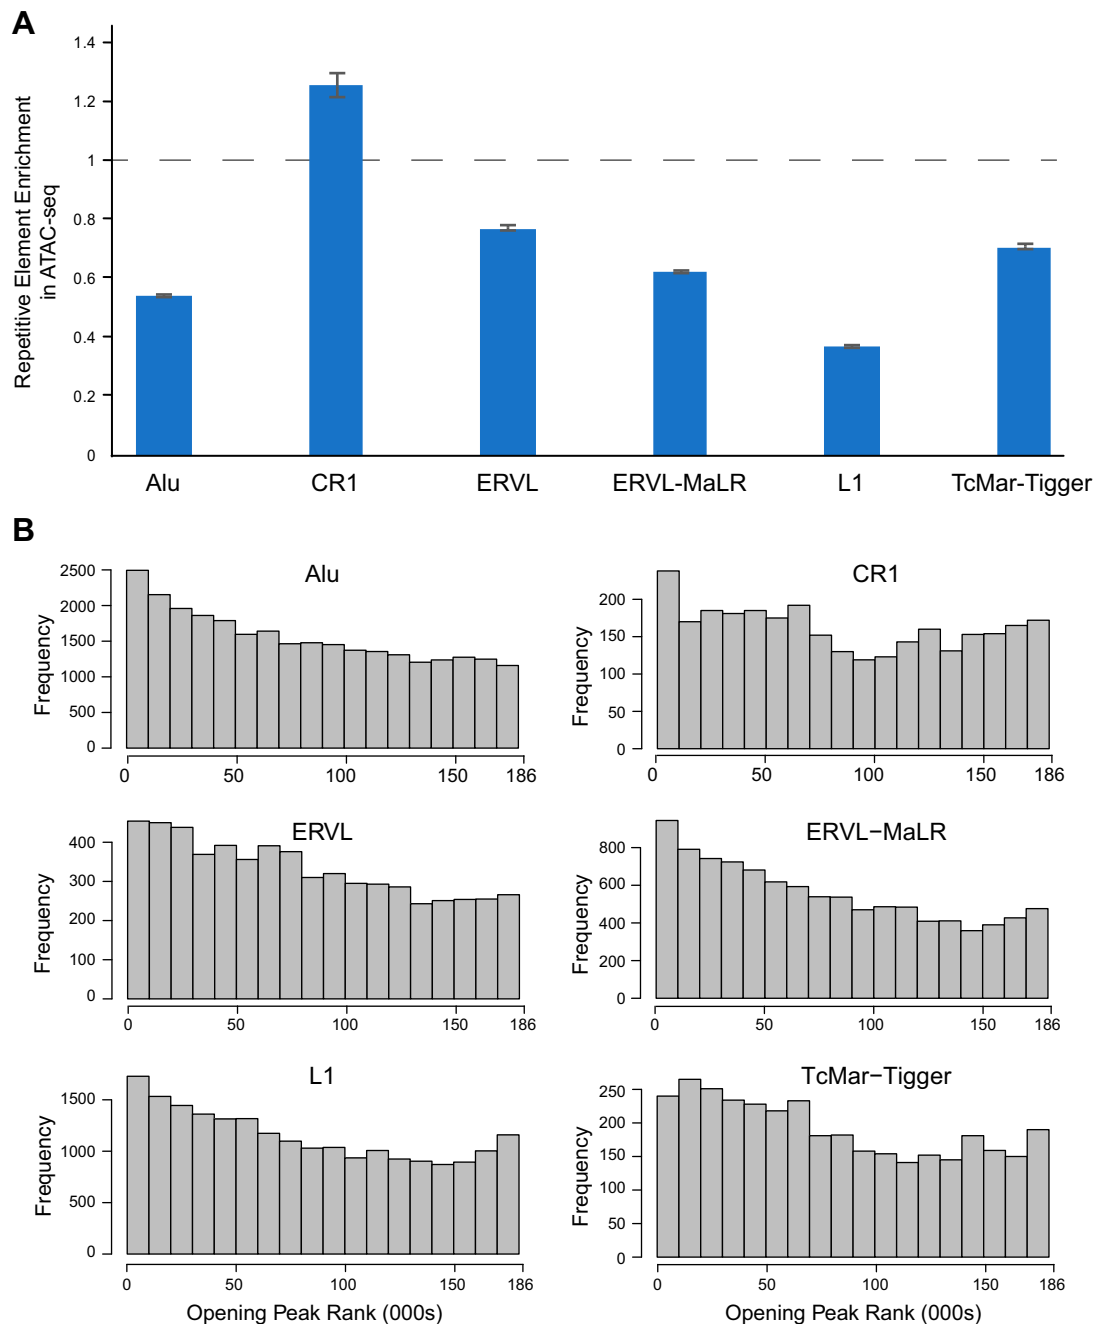 A
Repetitive Element Enrichment
in ATAC-seq
1.4
1.2
1
0.8
0.6
0.4
0.2
0
Alu CR1 ERVL ERVL-MaLR L1 TcMar-Tigger
B
Alu
Frequency
2500
2000
1500
1000
500
0
0 50 100 150 186
CR1
Frequency
200
150
100
50
0
0 50 100 150 186
ERVL
Frequency
400
300
200
100
0
0 50 100 150 186
ERVL−MaLR
Frequency
800
600
400
200
0
0 50 100 150 186
L1
Frequency
1500
1000
500
0
0 50 100 150 186
Opening Peak Rank (000s)
TcMar−Tigger
Frequency
250
200
150
100
50
0
0 50 100 150 186
Opening Peak Rank (000s)